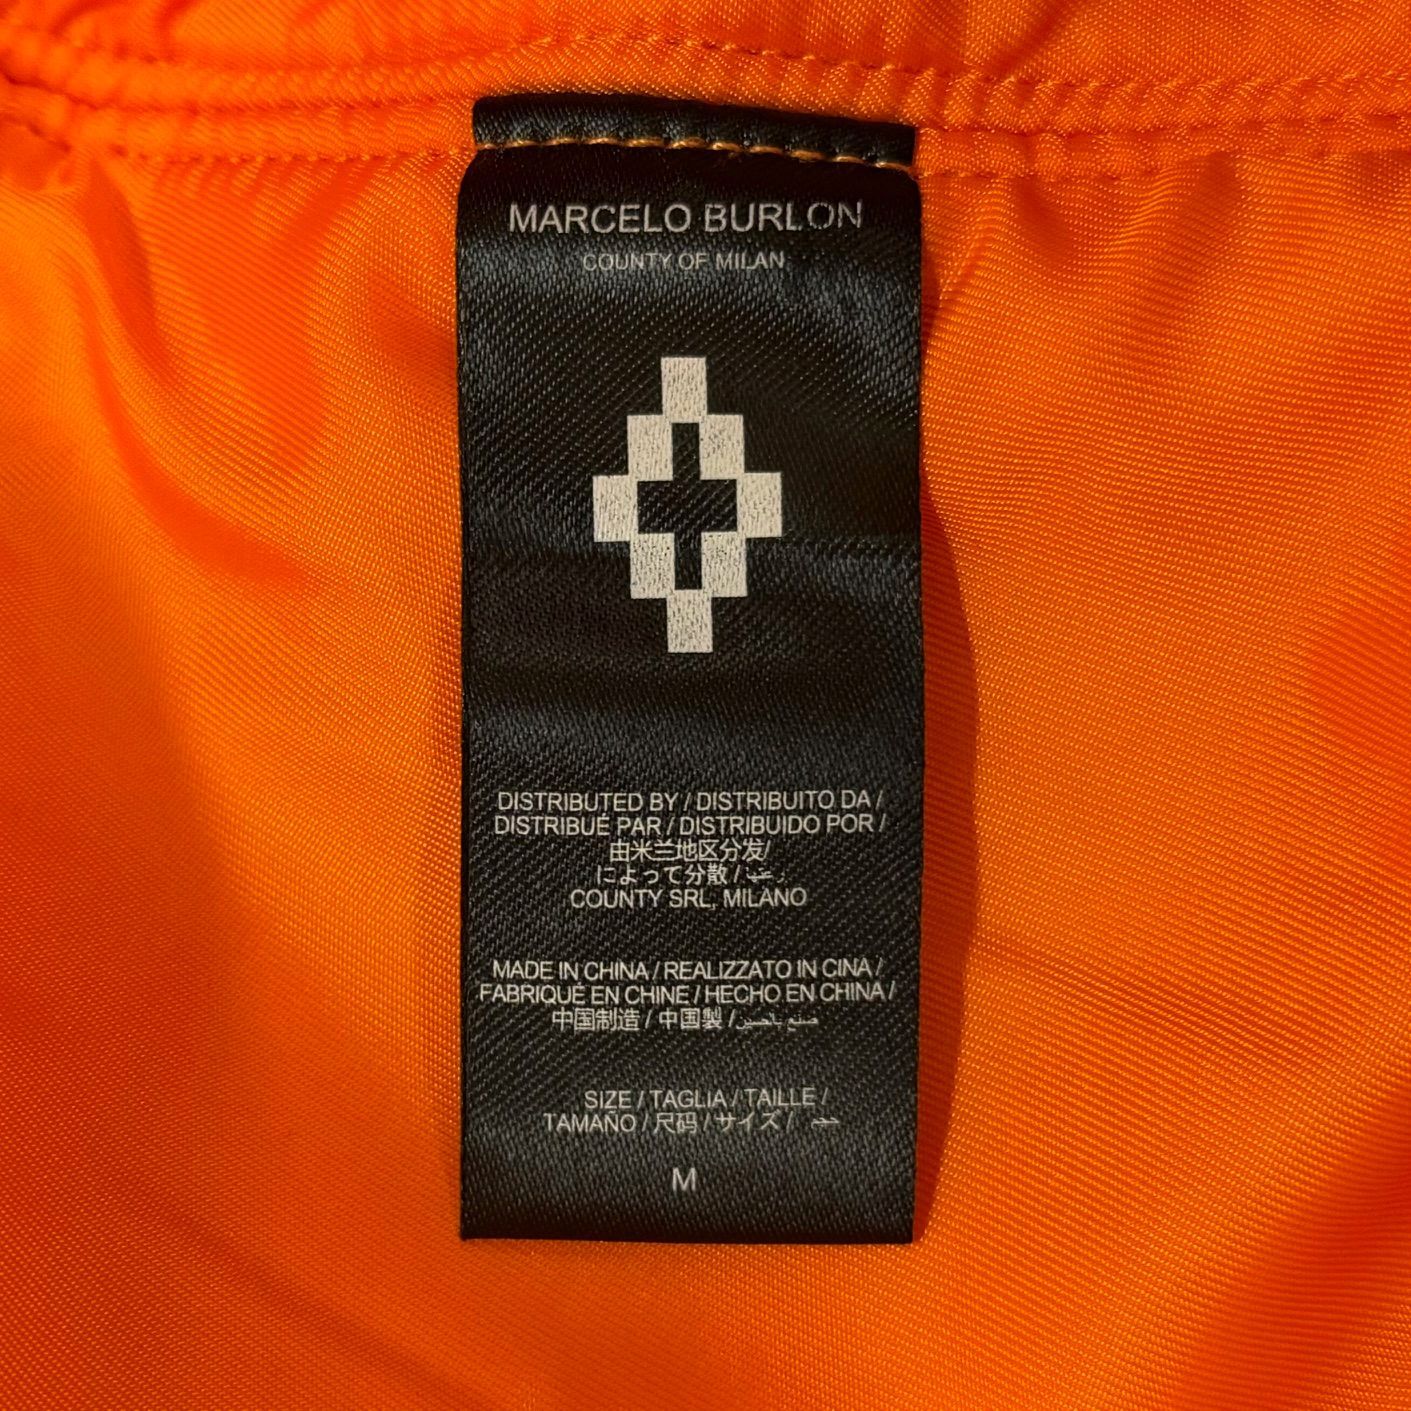 MARCELO BURLON
COUNTY OF MILAN
DISTRIBUTED BY / DISTRIBUITO DA /
DISTRIBUÉ PAR / DISTRIBUIDO POR /
由米兰地区分发/
によって分散 /
COUNTY SRL, MILANO
MADE IN CHINA / REALIZZATO IN CINA /
FABRIQUÉ EN CHINE / HECHO EN CHINA /
中国制造 / 中国製 / صنع
SIZE / TAGLIA / TAILLE /
TAMAÑO / 尺码 / サイズ /
M